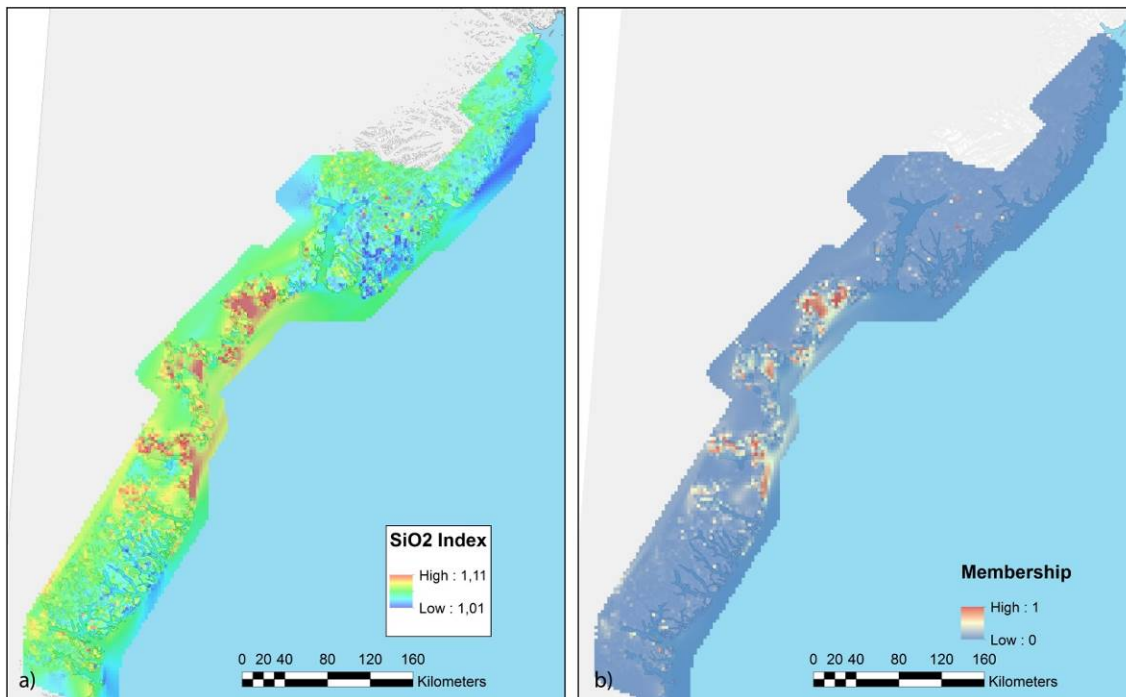 SiO2 Index
High : 1,11
Low : 1,01
0 20 40 80 120 160
Kilometers
a)
Membership
High : 1
Low : 0
0 20 40 80 120 160
Kilometers
b)